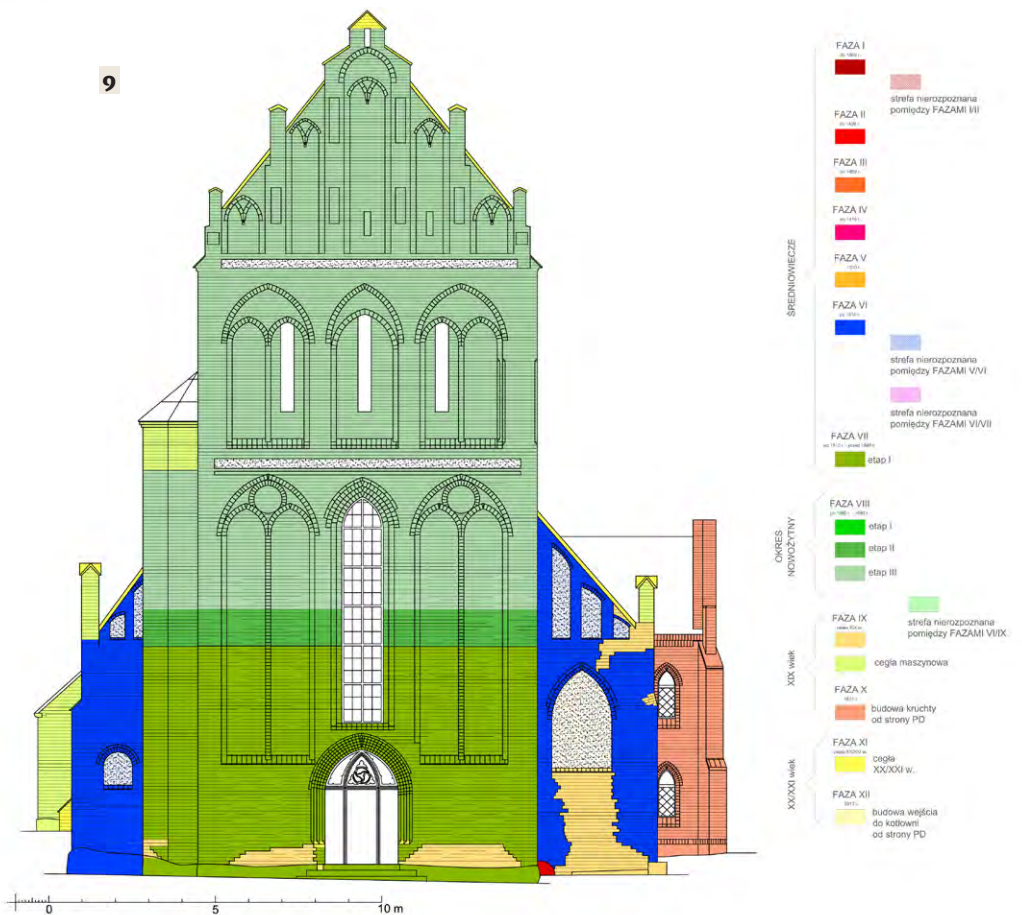 9
FAZA I
strefa nierozpoznana
pomiędzy FAZAMI I/II
FAZA II
FAZA III
FAZA IV
FAZA V
FAZA VI
ŚREDNIOWIECZE
strefa nierozpoznana
pomiędzy FAZAMI V/VI
strefa nierozpoznana
pomiędzy FAZAMI VI/VII
FAZA VII
etap I
FAZA VIII
etap I
etap II
etap III
OKRES
NOWOŻYTNY
strefa nierozpoznana
pomiędzy FAZAMI VI/IX
FAZA IX
cegła maszynowa
XIX wiek
FAZA X
budowa kruchty
od strony PD
FAZA XI
cegła
XX/XXI w.
XX/XXI wiek
FAZA XII
budowa wejścia
do kotłowni
od strony PD
0 5 10 m